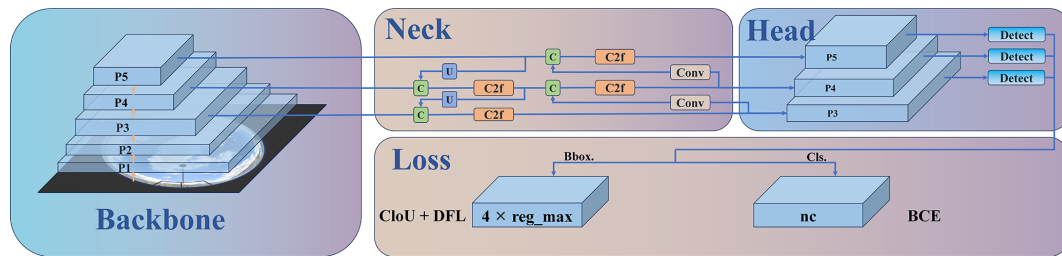 P5
P4
P3
P2
P1
Backbone
Neck
C
C2f
U
Conv
C
C2f
C
C2f
U
Conv
C
C2f
Head
P5
P4
P3
Detect
Detect
Detect
Loss
Bbox.
Cls.
CloU + DFL
4 × reg_max
nc
BCE